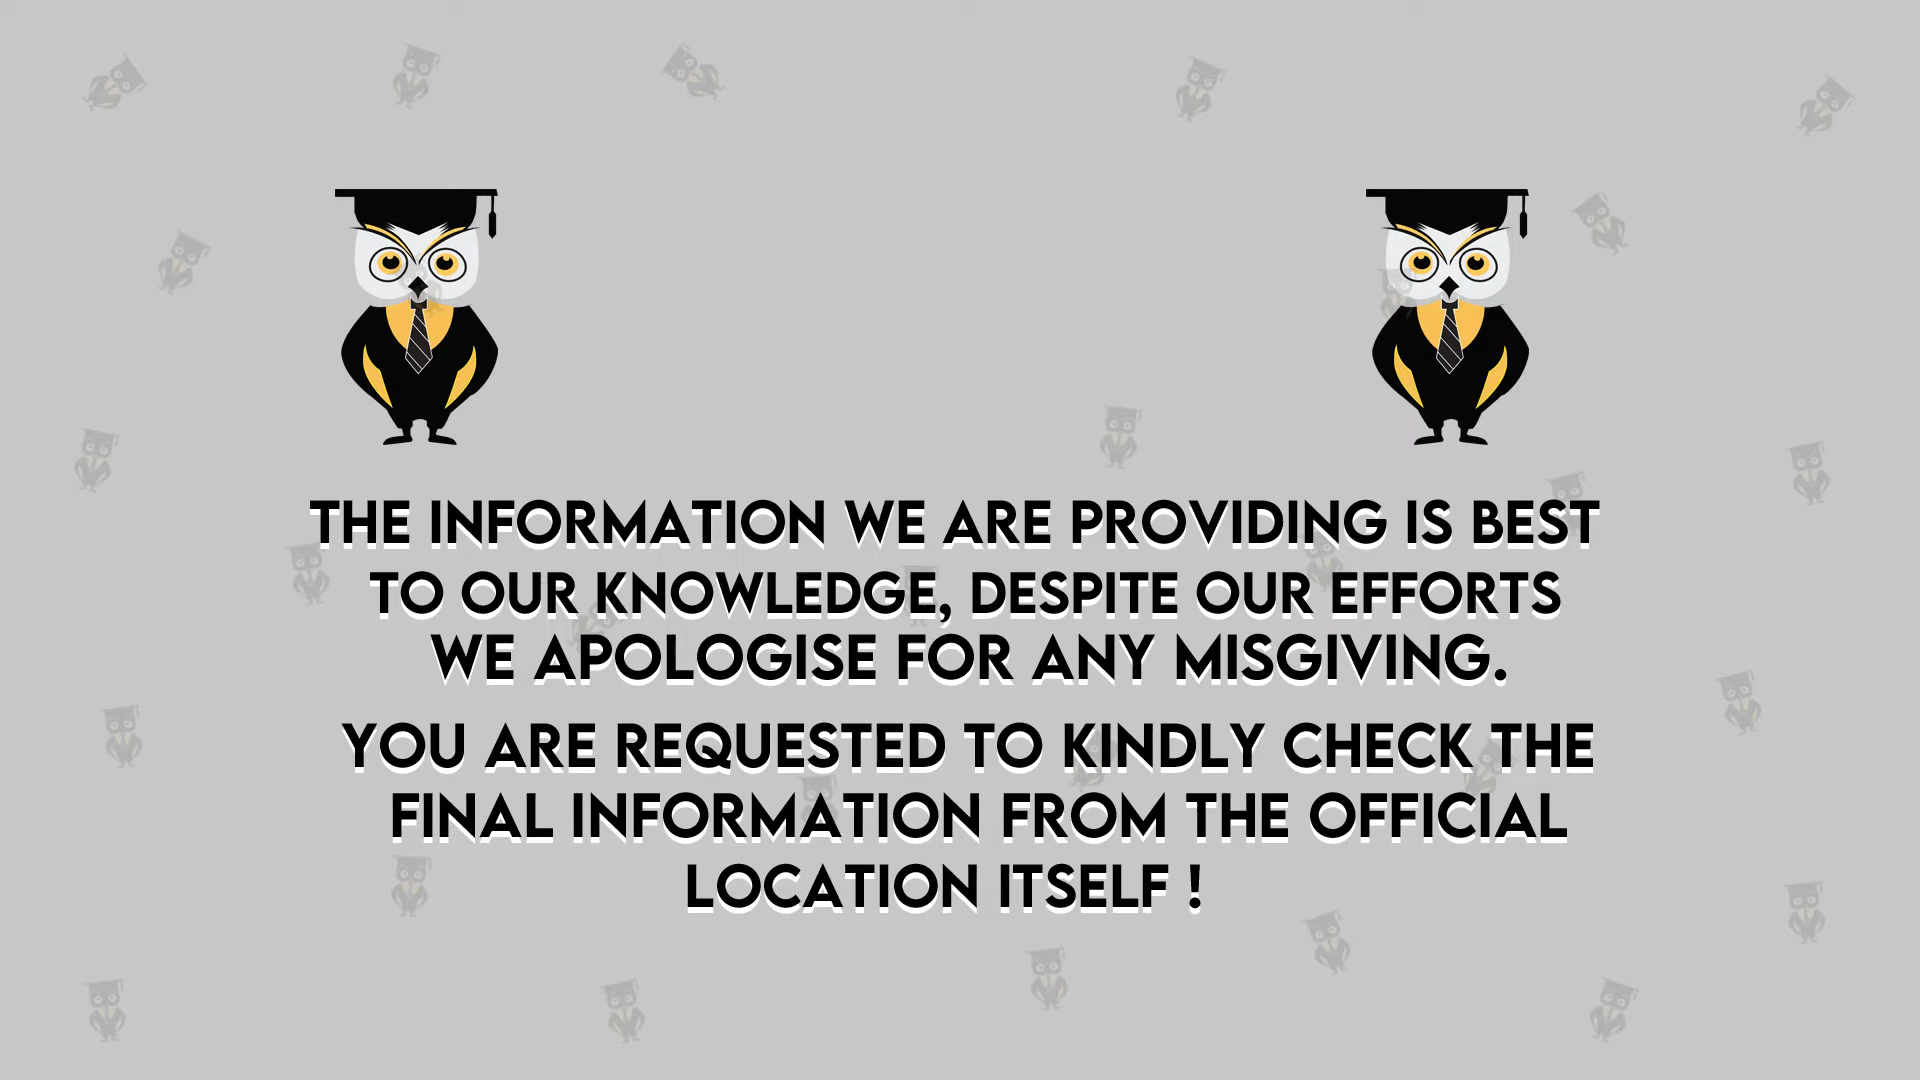 THE INFORMATION WE ARE PROVIDING IS BEST
TO OUR KNOWLEDGE, DESPITE OUR EFFORTS
WE APOLOGISE FOR ANY MISGIVING.
YOU ARE REQUESTED TO KINDLY CHECK THE
FINAL INFORMATION FROM THE OFFICIAL
LOCATION ITSELF !